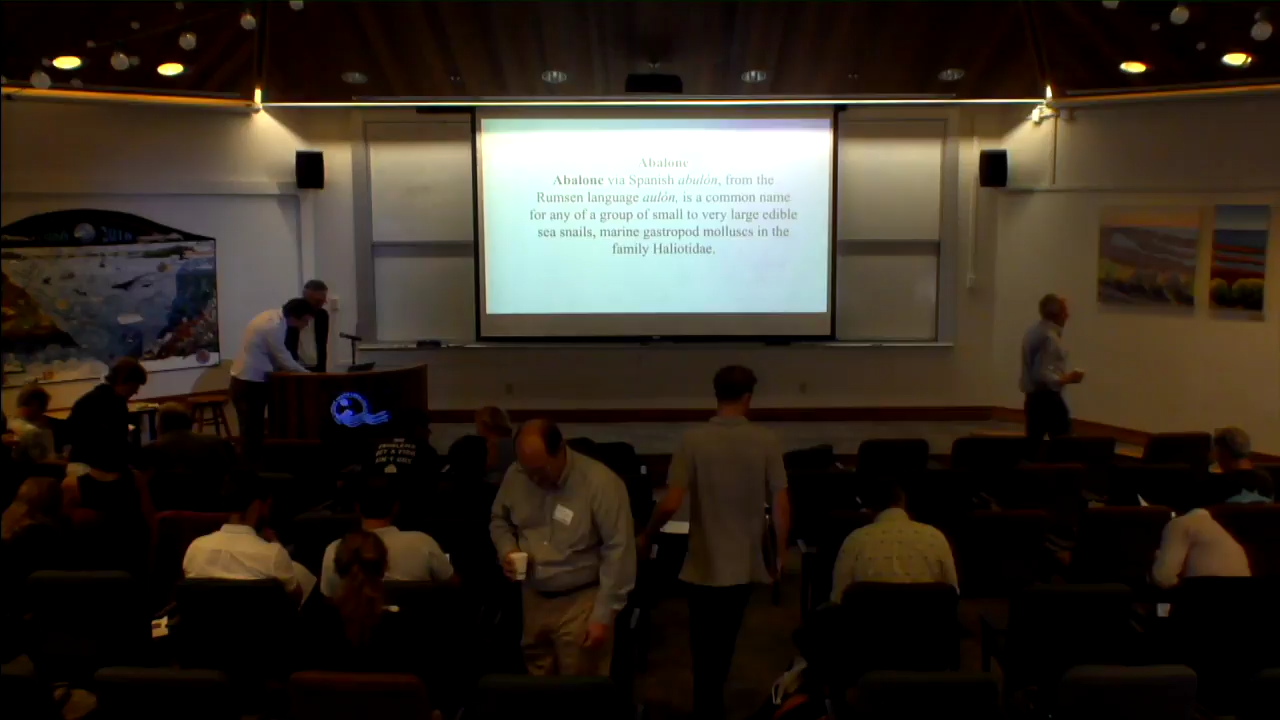 Abalone
Abalone via Spanish abulón, from the
Rumsen language aulón, is a common name
for any of a group of small to very large edible
sea snails, marine gastropod molluscs in the
family Haliotidae.
2016